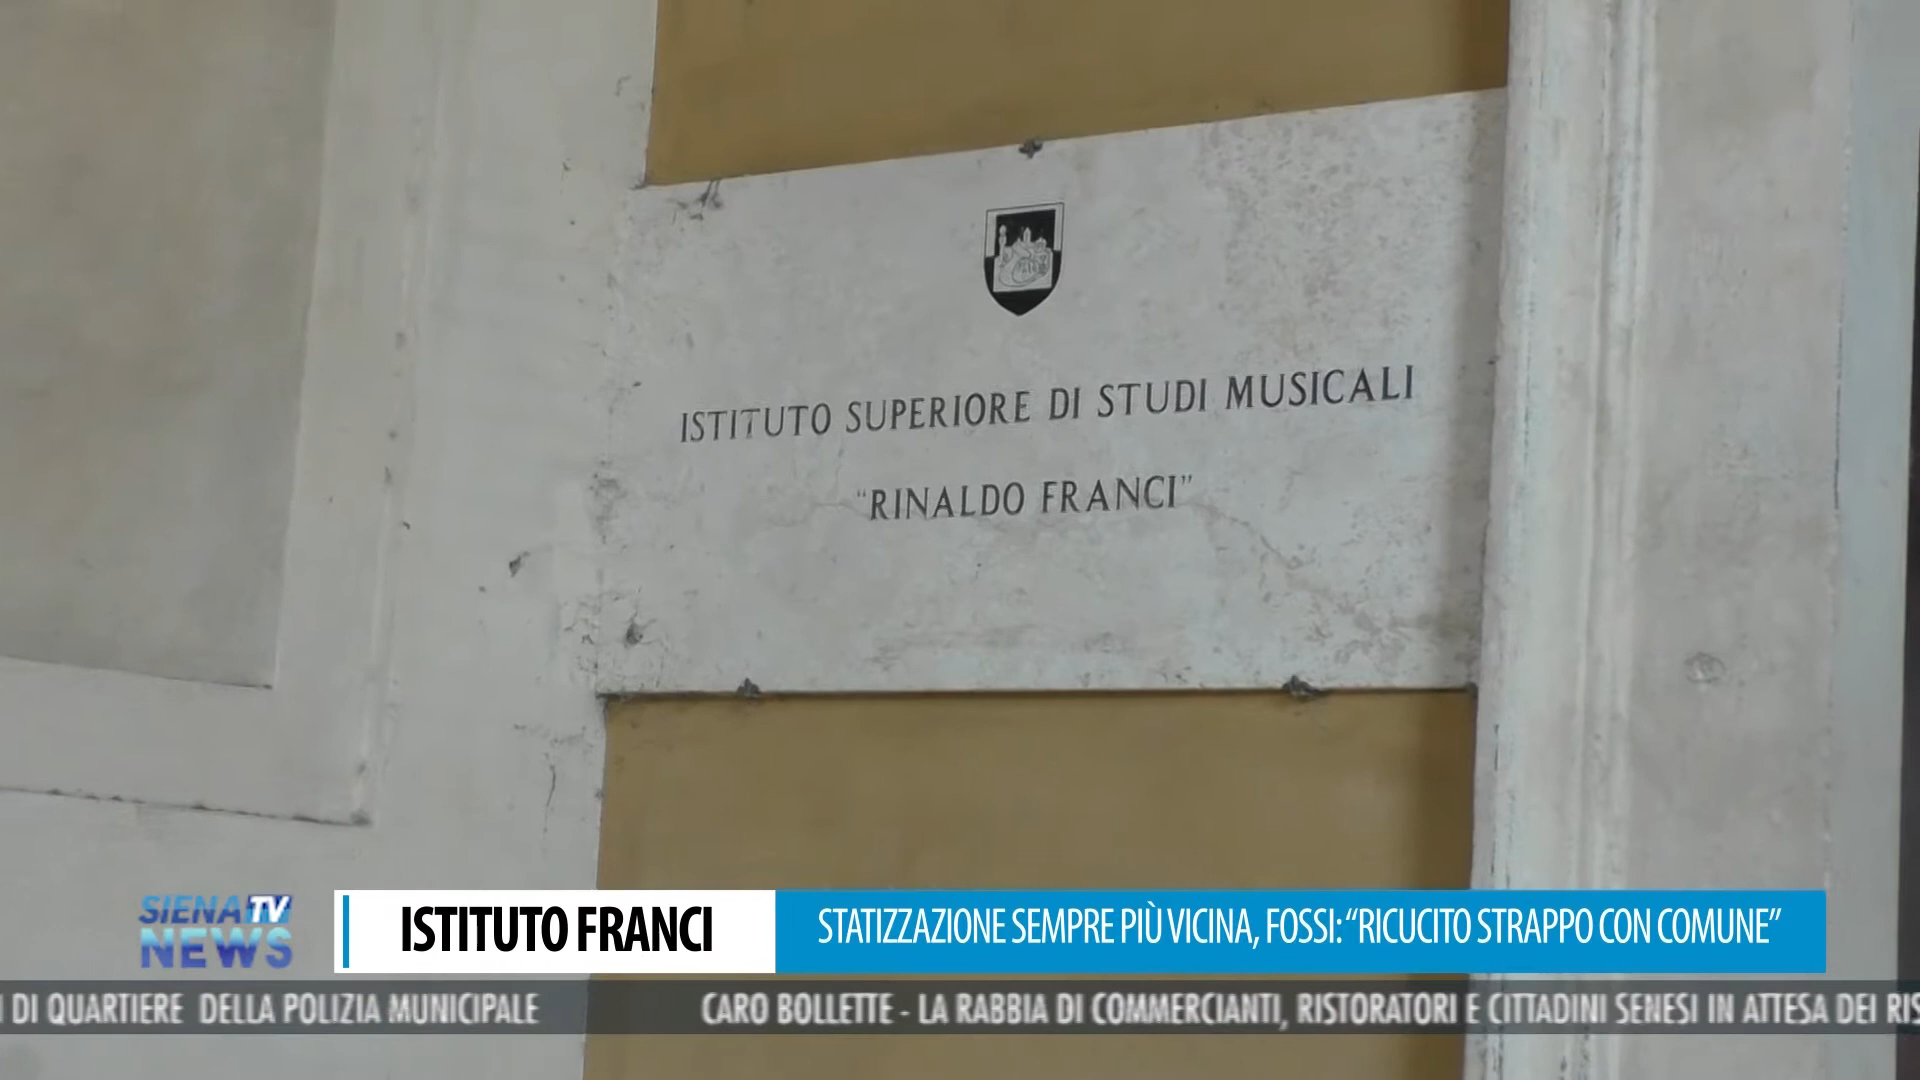 ISTITUTO SUPERIORE DI STUDI MUSICALI
“RINALDO FRANCI”
SIENA TV
NEWS
ISTITUTO FRANCI
STATIZZAZIONE SEMPRE PIÙ VICINA, FOSSI: “RICUCITO STRAPPO CON COMUNE”
I DI QUARTIERE DELLA POLIZIA MUNICIPALE CARO BOLLETTE - LA RABBIA DI COMMERCIANTI, RISTORATORI E CITTADINI SENESI IN ATTESA DEI RIS